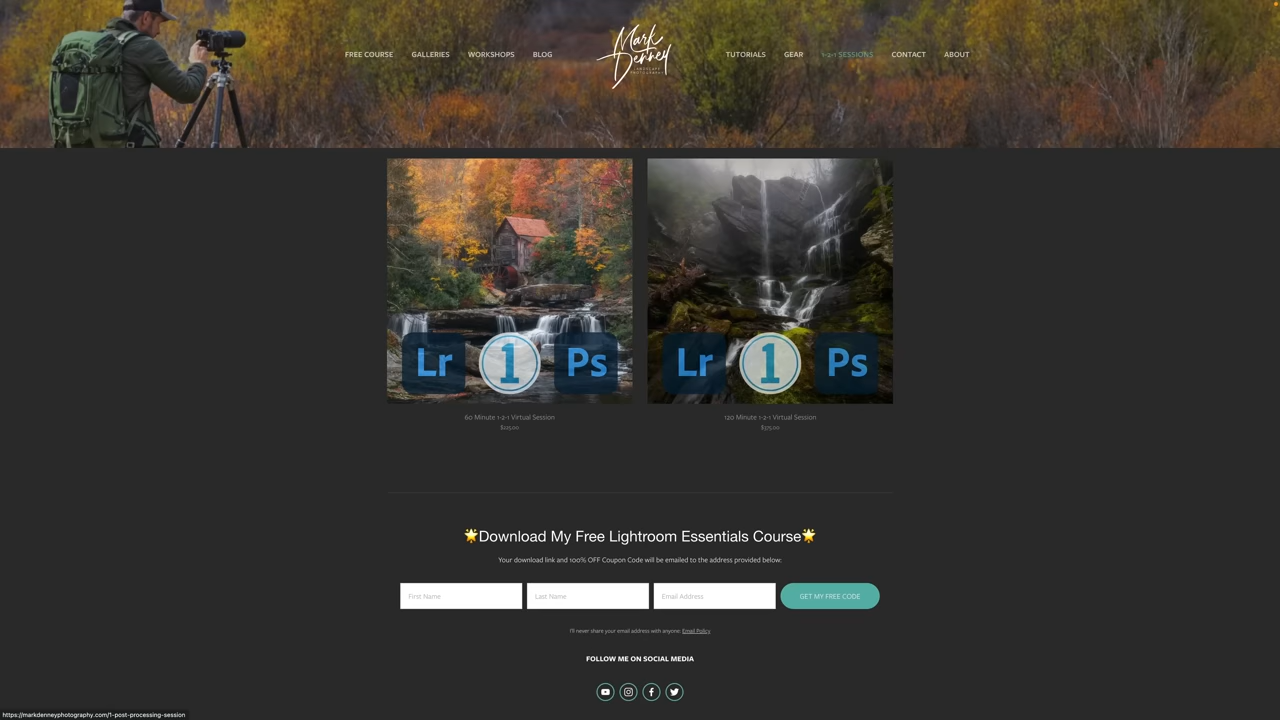 FREE COURSE GALLERIES WORKSHOPS BLOG Mark Denney LANDSCAPE PHOTOGRAPHY TUTORIALS GEAR 1-2-1 SESSIONS CONTACT ABOUT
Lr 1 Ps Lr 1 Ps
60 Minute 1-2-1 Virtual Session 120 Minute 1-2-1 Virtual Session
$375.00
🌟Download My Free Lightroom Essentials Course🌟
Your download link and 100% OFF Coupon Code will be emailed to the address provided below:
First Name Last Name Email Address GET MY FREE CODE
I'll never share your email address with anyone: Email Policy
FOLLOW ME ON SOCIAL MEDIA
https://markdenneyphotography.com/1-post-processing-session